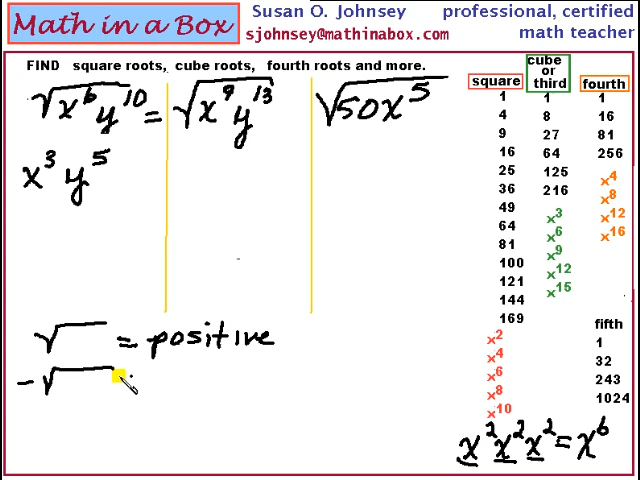 Math in a Box
Susan O. Johnsey professional, certified
sjohnsey@mathinabox.com math teacher
FIND square roots, cube roots, fourth roots and more.
√x⁶y¹⁰ =
x³y⁵
√x⁹y¹³
√50x⁵
√ = positive
-√
square
1
4
9
16
25
36
49
64
81
100
121
144
169
x²
x⁴
x⁶
x⁸
x¹⁰
cube
or
third
1
8
27
64
125
216
x³
x⁶
x⁹
x¹²
x¹⁵
fourth
1
16
81
256
x⁴
x⁸
x¹²
x¹⁶
fifth
1
32
243
1024
x²x²x² = x⁶